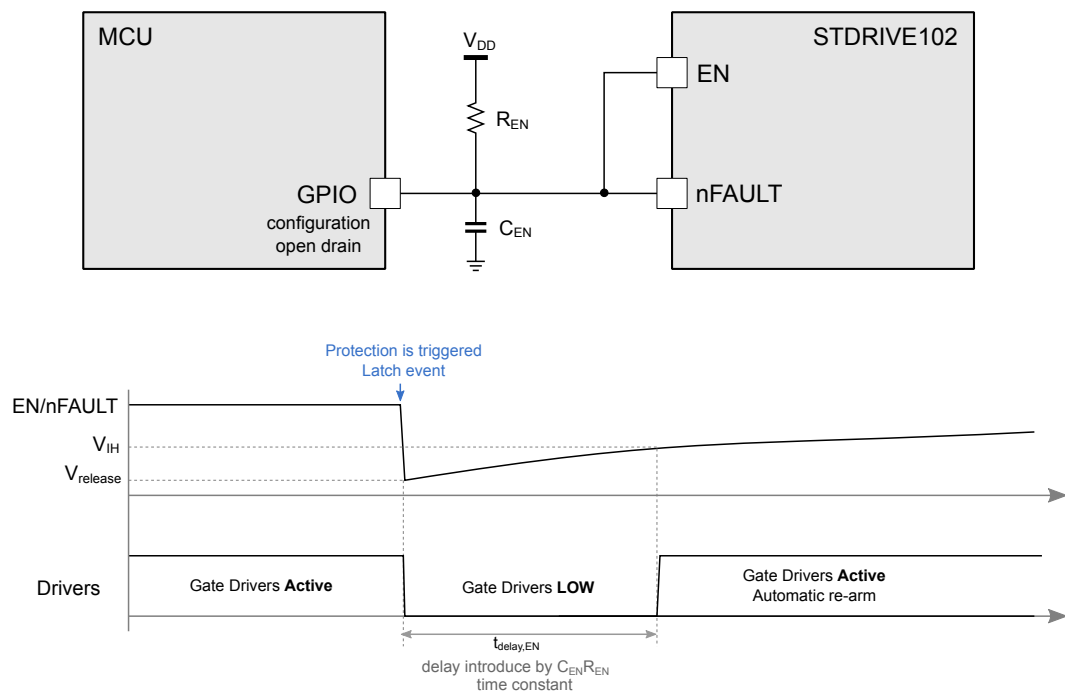 MCU
STDRIVE102
VDD
EN
REN
GPIO
nFAULT
configuration
open drain
CEN
Protection is triggered
Latch event
EN/nFAULT
VIH
Vrelease
Drivers
Gate Drivers Active
Gate Drivers LOW
Gate Drivers Active
Automatic re-arm
tdelay,EN
delay introduce by CENREN
time constant